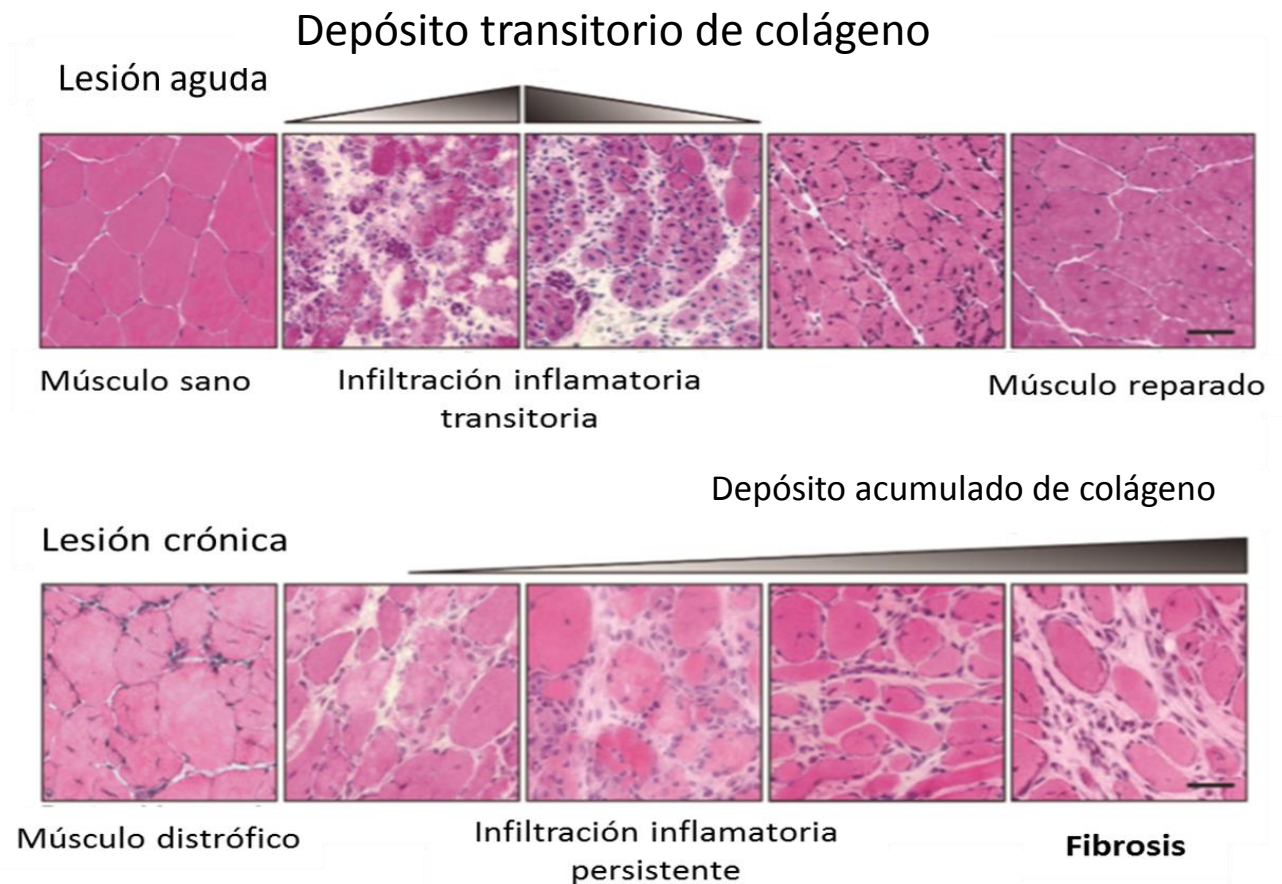 Depósito transitorio de colágeno
Lesión aguda
Músculo sano
Infiltración inflamatoria
transitoria
Músculo reparado
Depósito acumulado de colágeno
Lesión crónica
Músculo distrófico
Infiltración inflamatoria
persistente
Fibrosis